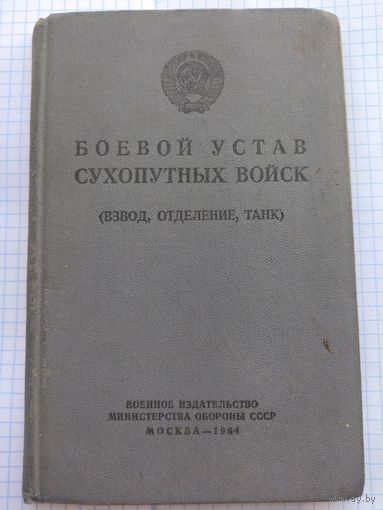 БОЕВОЙ УСТАВ
СУХОПУТНЫХ ВОЙСК
(ВЗВОД, ОТДЕЛЕНИЕ, ТАНК)
ВОЕННОЕ ИЗДАТЕЛЬСТВО
МИНИСТЕРСТВА ОБОРОНЫ СССР
МОСКВА—1964